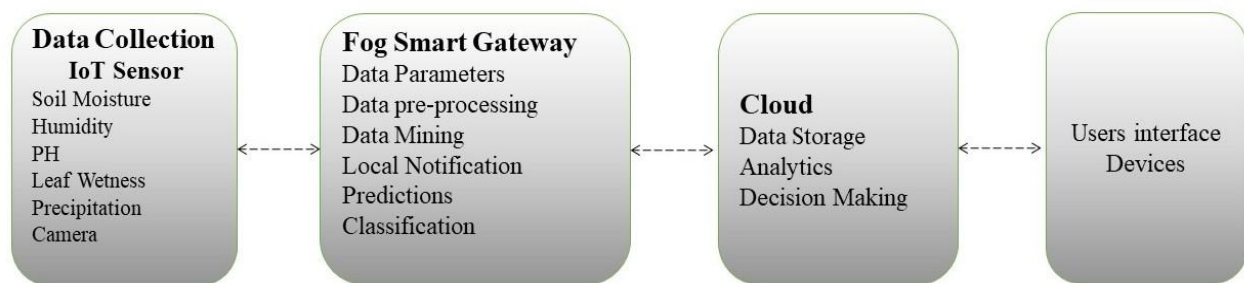 Data Collection
IoT Sensor
Soil Moisture
Humidity
PH
Leaf Wetness
Precipitation
Camera
Fog Smart Gateway
Data Parameters
Data pre-processing
Data Mining
Local Notification
Predictions
Classification
Cloud
Data Storage
Analytics
Decision Making
Users interface
Devices